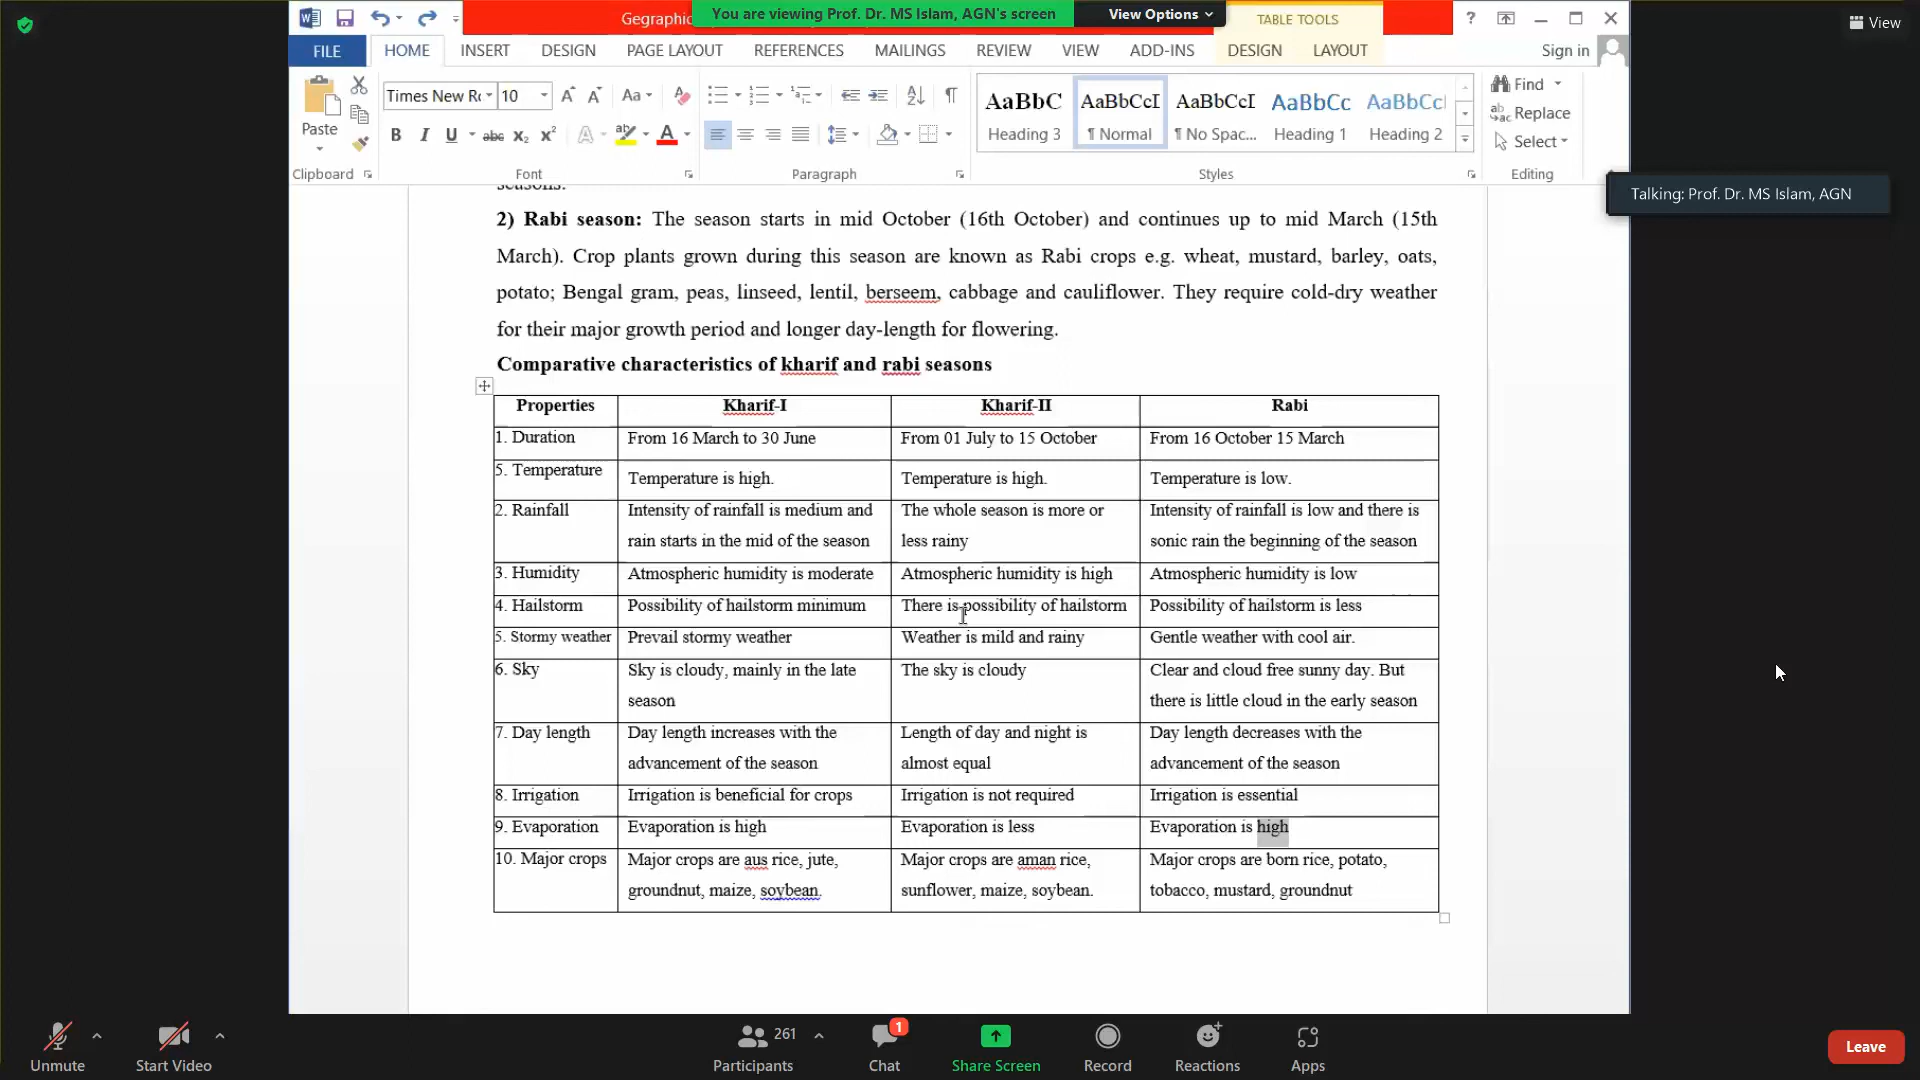 Gegraphic
You are viewing Prof. Dr. MS Islam, AGN's screen
View Options
TABLE TOOLS
?
View
FILE
HOME
INSERT
DESIGN
PAGE LAYOUT
REFERENCES
MAILINGS
REVIEW
VIEW
ADD-INS
DESIGN
LAYOUT
Sign in
Times New Ro
10
Paste
Clipboard
Font
Paragraph
AaBbC
Heading 3
AaBbCcI
¶ Normal
AaBbCcI
¶ No Spac...
AaBbCc
Heading 1
AaBbCcl
Heading 2
Styles
Find
Replace
Select
Editing
Talking: Prof. Dr. MS Islam, AGN
seasons.
2) Rabi season: The season starts in mid October (16th October) and continues up to mid March (15th
March). Crop plants grown during this season are known as Rabi crops e.g. wheat, mustard, barley, oats,
potato; Bengal gram, peas, linseed, lentil, berseem, cabbage and cauliflower. They require cold-dry weather
for their major growth period and longer day-length for flowering.
Comparative characteristics of kharif and rabi seasons
Properties
Kharif-I
Kharif-II
Rabi
1. Duration
From 16 March to 30 June
From 01 July to 15 October
From 16 October 15 March
5. Temperature
Temperature is high.
Temperature is high.
Temperature is low.
2. Rainfall
Intensity of rainfall is medium and
rain starts in the mid of the season
The whole season is more or
less rainy
Intensity of rainfall is low and there is
sonic rain the beginning of the season
3. Humidity
Atmospheric humidity is moderate
Atmospheric humidity is high
Atmospheric humidity is low
4. Hailstorm
Possibility of hailstorm minimum
There is possibility of hailstorm
Possibility of hailstorm is less
5. Stormy weather
Prevail stormy weather
Weather is mild and rainy
Gentle weather with cool air.
6. Sky
Sky is cloudy, mainly in the late
season
The sky is cloudy
Clear and cloud free sunny day. But
there is little cloud in the early season
7. Day length
Day length increases with the
advancement of the season
Length of day and night is
almost equal
Day length decreases with the
advancement of the season
8. Irrigation
Irrigation is beneficial for crops
Irrigation is not required
Irrigation is essential
9. Evaporation
Evaporation is high
Evaporation is less
Evaporation is high
10. Major crops
Major crops are aus rice, jute,
groundnut, maize, soybean.
Major crops are aman rice,
sunflower, maize, soybean.
Major crops are born rice, potato,
tobacco, mustard, groundnut
Unmute
Start Video
261
Participants
1
Chat
Share Screen
Record
Reactions
Apps
Leave